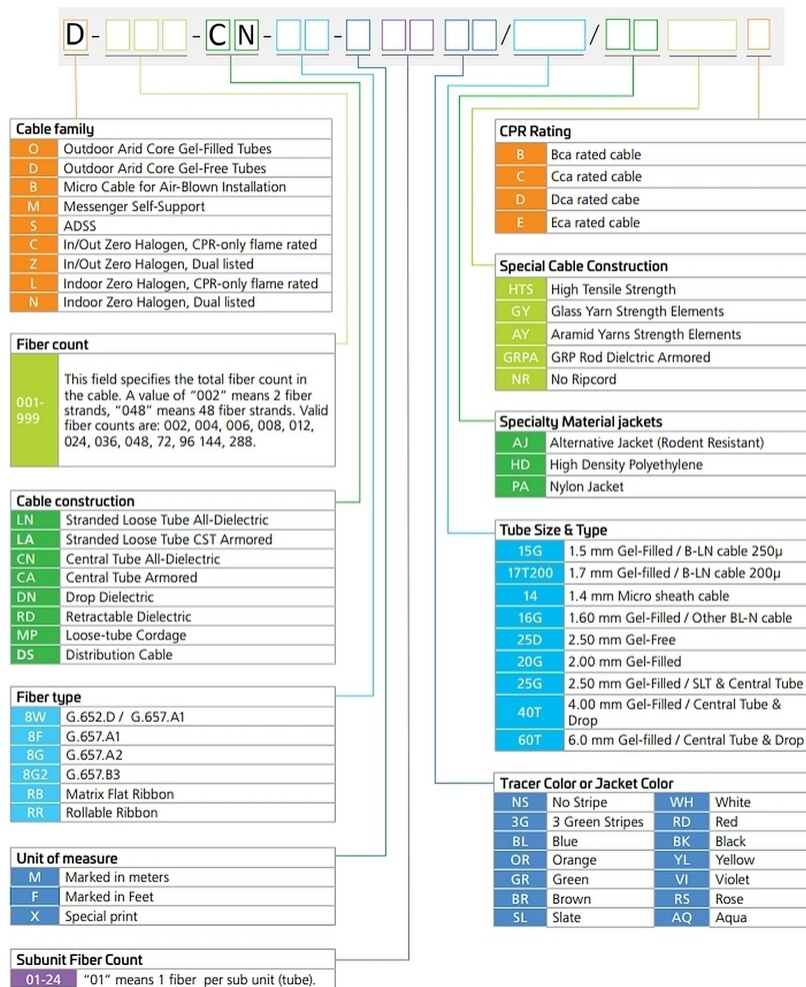 D - - CN - - / /
Cable family
O Outdoor Arid Core Gel-Filled Tubes
D Outdoor Arid Core Gel-Free Tubes
B Micro Cable for Air-Blown Installation
M Messenger Self-Support
S ADSS
C In/Out Zero Halogen, CPR-only flame rated
Z In/Out Zero Halogen, Dual listed
L Indoor Zero Halogen, CPR-only flame rated
N Indoor Zero Halogen, Dual listed
Fiber count
001-
999
This field specifies the total fiber count in
the cable. A value of "002" means 2 fiber
strands, "048" means 48 fiber strands. Valid
fiber counts are: 002, 004, 006, 008, 012,
024, 036, 048, 72, 96 144, 288.
Cable construction
LN Stranded Loose Tube All-Dielectric
LA Stranded Loose Tube CST Armored
CN Central Tube All-Dielectric
CA Central Tube Armored
DN Drop Dielectric
RD Retractable Dielectric
MP Loose-tube Cordage
DS Distribution Cable
Fiber type
8W G.652.D / G.657.A1
8F G.657.A1
8G G.657.A2
8G2 G.657.B3
RB Matrix Flat Ribbon
RR Rollable Ribbon
Unit of measure
M Marked in meters
F Marked in Feet
X Special print
Subunit Fiber Count
01-24 "01" means 1 fiber per sub unit (tube).
CPR Rating
B Bca rated cable
C Cca rated cable
D Dca rated cabe
E Eca rated cable
Special Cable Construction
HTS High Tensile Strength
GY Glass Yarn Strength Elements
AY Aramid Yarns Strength Elements
GRPA GRP Rod Dielctric Armored
NR No Ripcord
Specialty Material jackets
AJ Alternative Jacket (Rodent Resistant)
HD High Density Polyethylene
PA Nylon Jacket
Tube Size & Type
15G 1.5 mm Gel-Filled / B-LN cable 250µ
17T200 1.7 mm Gel-filled / B-LN cable 200µ
14 1.4 mm Micro sheath cable
16G 1.60 mm Gel-Filled / Other BL-N cable
25D 2.50 mm Gel-Free
20G 2.00 mm Gel-Filled
25G 2.50 mm Gel-Filled / SLT & Central Tube
40T 4.00 mm Gel-Filled / Central Tube &
Drop
60T 6.0 mm Gel-filled / Central Tube & Drop
Tracer Color or Jacket Color
NS No Stripe WH White
3G 3 Green Stripes RD Red
BL Blue BK Black
OR Orange YL Yellow
GR Green VI Violet
BR Brown RS Rose
SL Slate AQ Aqua